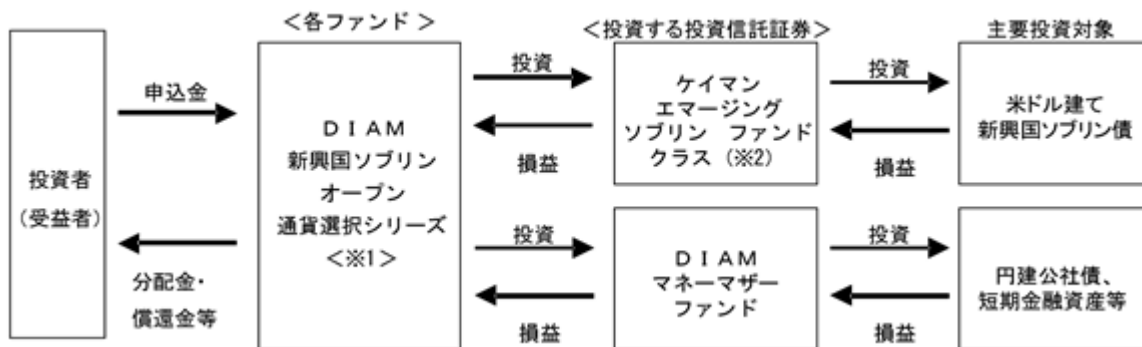 ＜各ファンド＞
＜投資する投資信託証券＞
主要投資対象
投資者
（受益者）
申込金
分配金・
償還金等
ＤＩＡＭ
新興国ソブリン
オープン
通貨選択シリーズ
＜※1＞
投資
損益
投資
損益
ケイマン
エマージング
ソブリン　ファンド
クラス（※2）
ＤＩＡＭ
マネーマザー
ファンド
投資
損益
投資
損益
米ドル建て
新興国ソブリン債
円建公社債、
短期金融資産等